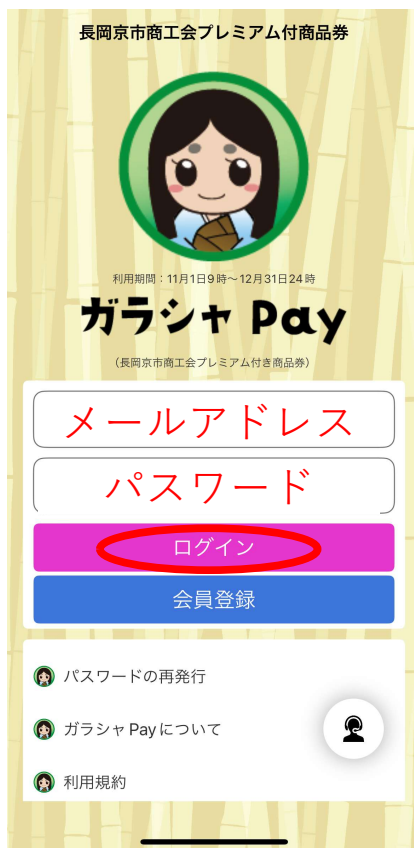 長岡京市商工会プレミアム付商品券
利用期間：11月1日9時～12月31日24時
ガラシャ Pay
（長岡京市商工会プレミアム付き商品券）
メールアドレス
パスワード
ログイン
会員登録
パスワードの再発行
ガラシャ Payについて
利用規約